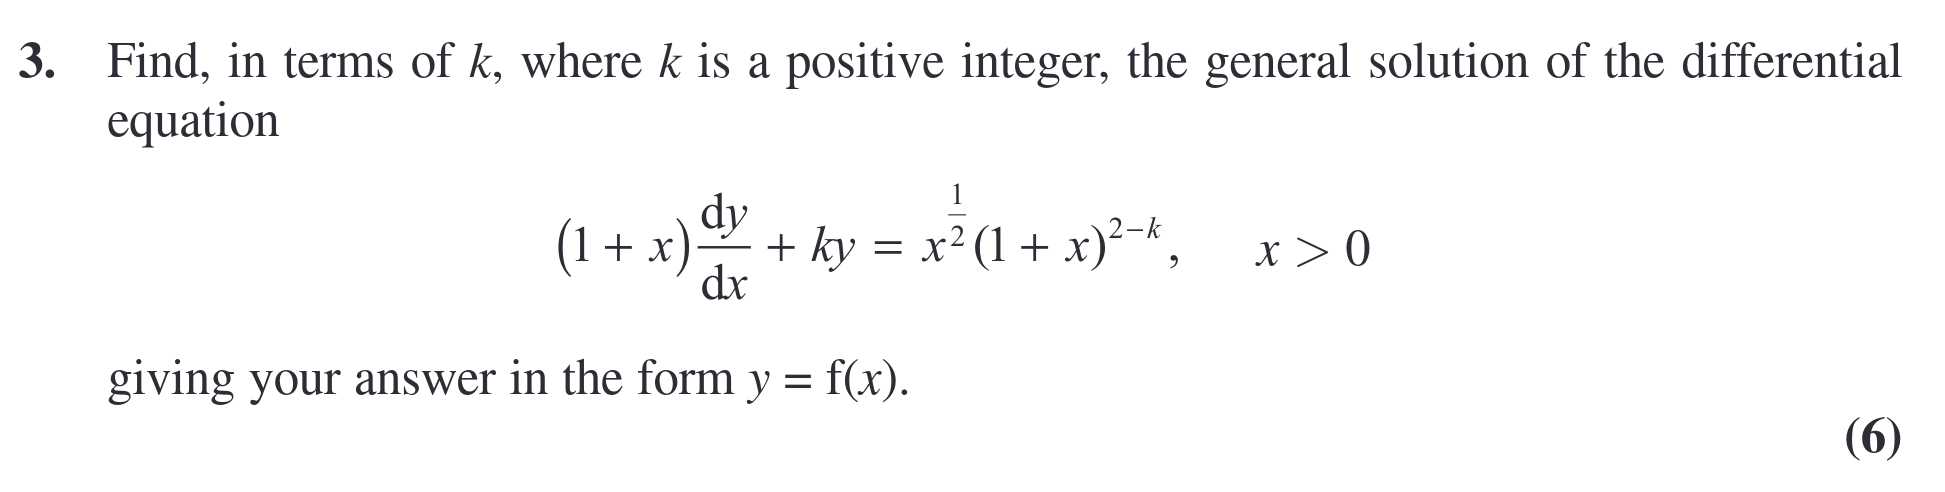 3. Find, in terms of k, where k is a positive integer, the general solution of the differential
equation
(1 + x) dy/dx + ky = x^(1/2) (1 + x)^(2−k), x > 0
giving your answer in the form y = f(x).
(6)